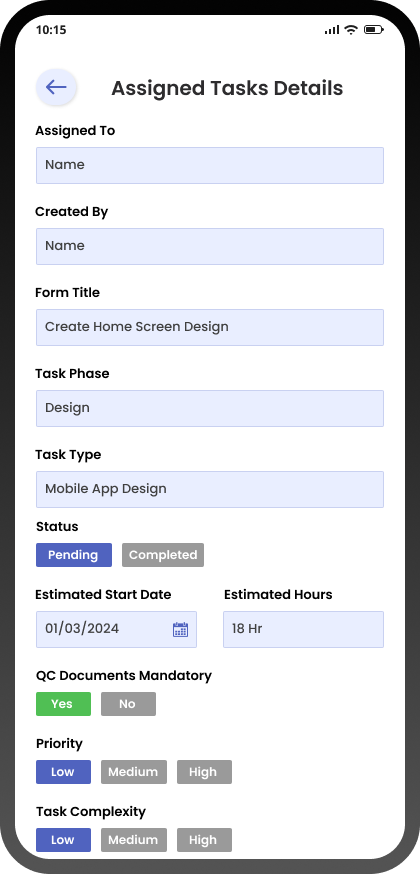 10:15
Assigned Tasks Details
Assigned To
Name
Created By
Name
Form Title
Create Home Screen Design
Task Phase
Design
Task Type
Mobile App Design
Status
Pending Completed
Estimated Start Date Estimated Hours
01/03/2024 18 Hr
QC Documents Mandatory
Yes No
Priority
Low Medium High
Task Complexity
Low Medium High